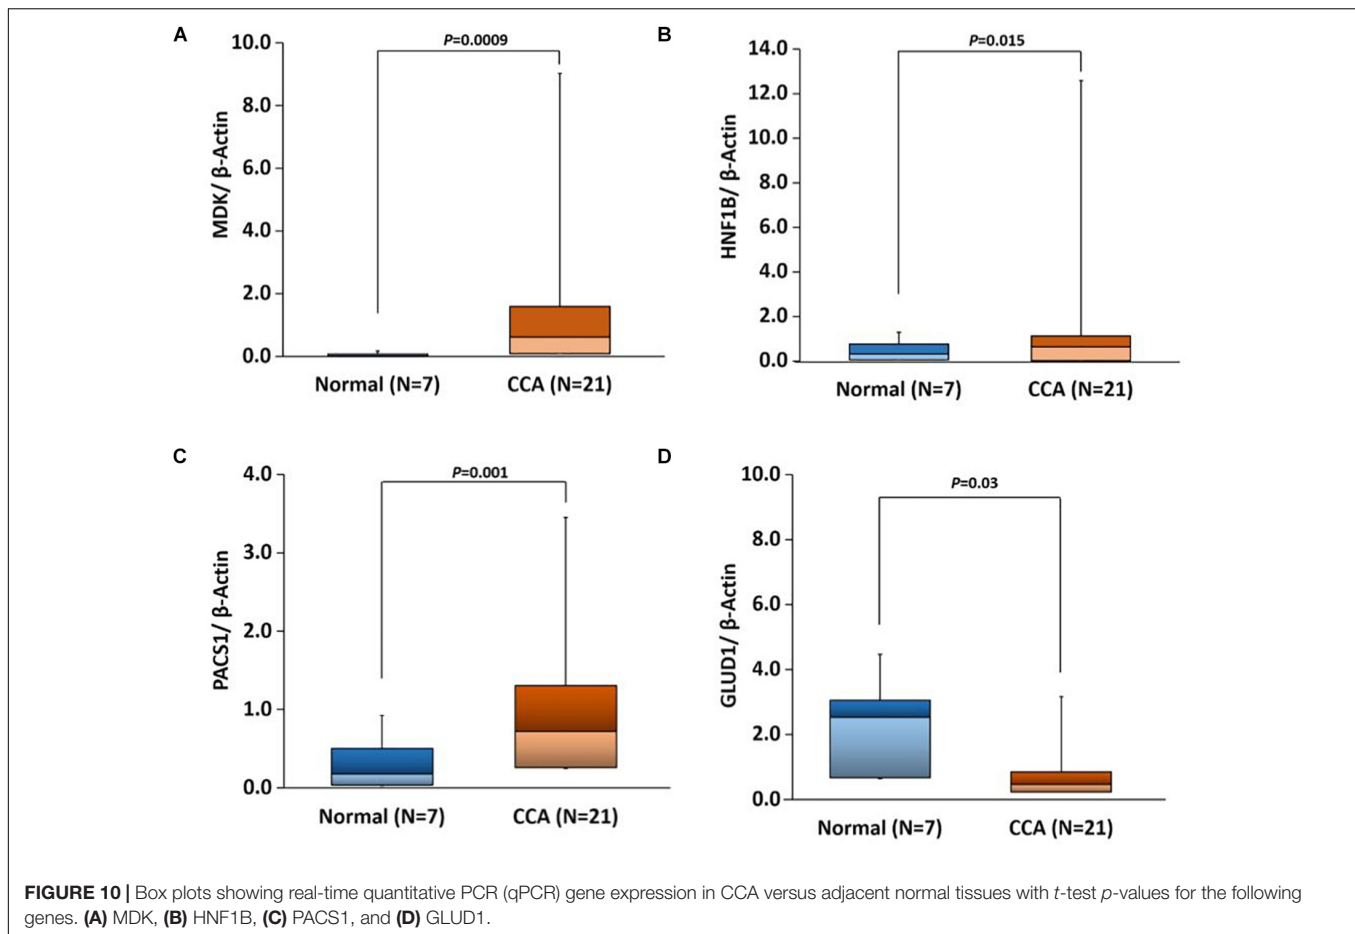 A
P=0.0009
10.0
8.0
6.0
4.0
2.0
0.0
MDK/ β-Actin
Normal (N=7)
CCA (N=21)
B
P=0.015
14.0
12.0
10.0
8.0
6.0
4.0
2.0
0.0
HNF1B/ β-Actin
Normal (N=7)
CCA (N=21)
C
P=0.001
4.0
3.0
2.0
1.0
0.0
PACS1/ β-Actin
Normal (N=7)
CCA (N=21)
D
P=0.03
10.0
8.0
6.0
4.0
2.0
0.0
GLUD1/ β-Actin
Normal (N=7)
CCA (N=21)
FIGURE 10 | Box plots showing real-time quantitative PCR (qPCR) gene expression in CCA versus adjacent normal tissues with t-test p-values for the following
genes. (A) MDK, (B) HNF1B, (C) PACS1, and (D) GLUD1.